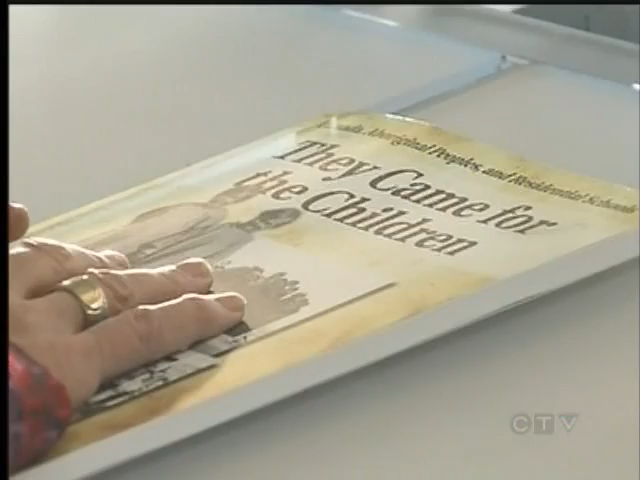 Canada, Aboriginal Peoples, and Residential Schools
They Came for
the Children
CTV